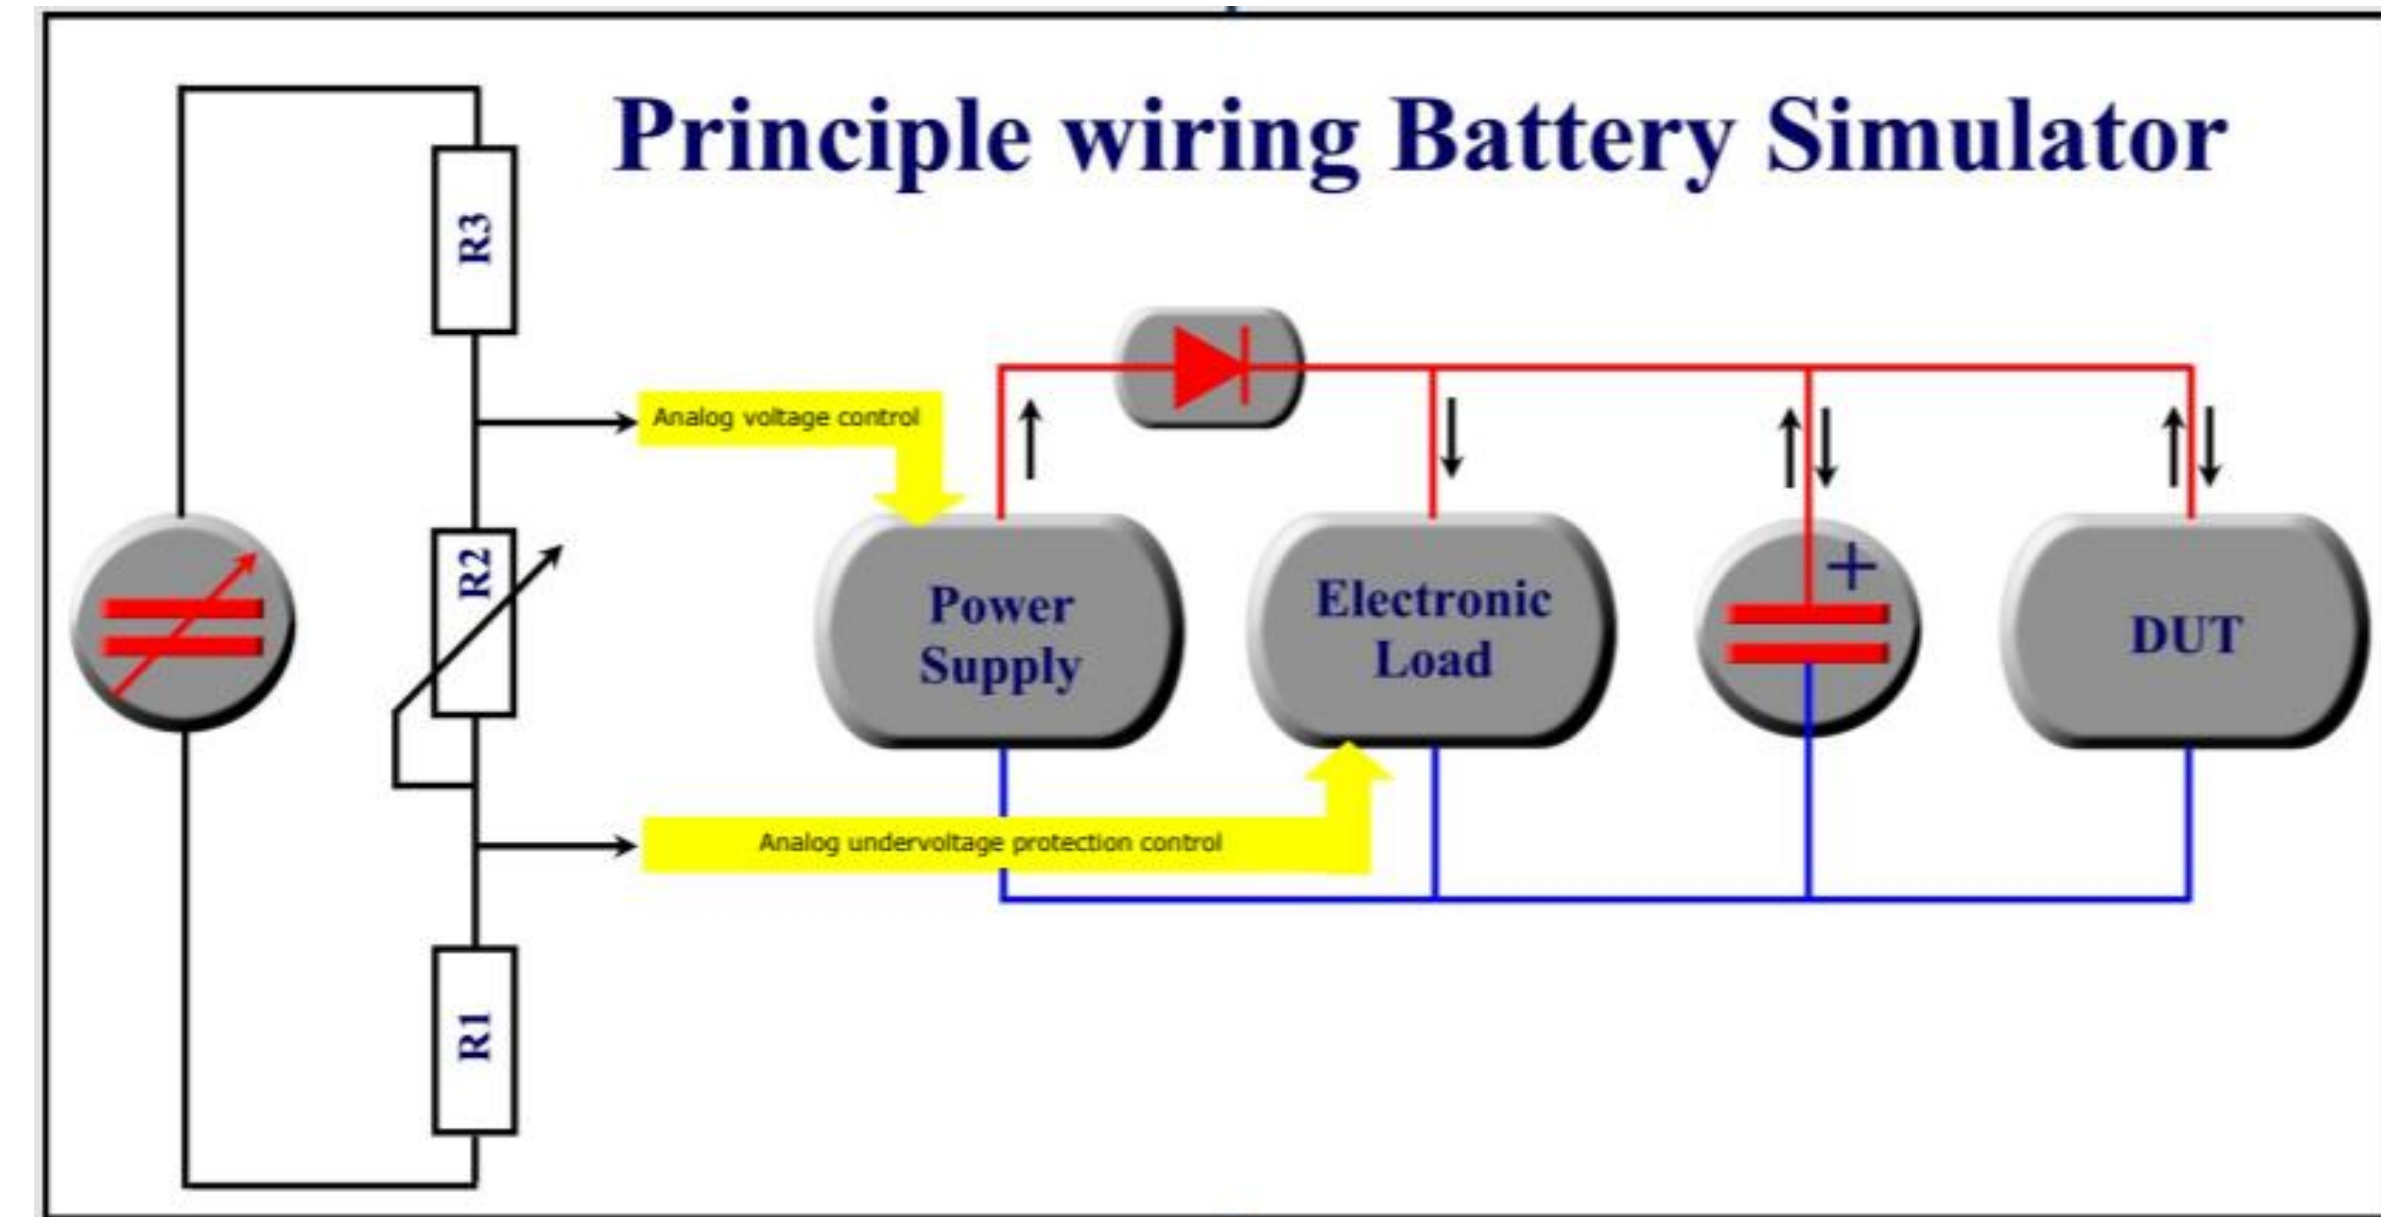 Principle wiring Battery Simulator
R3
Analog voltage control
R2
Power
Supply
Electronic
Load
+
DUT
Analog undervoltage protection control
R1